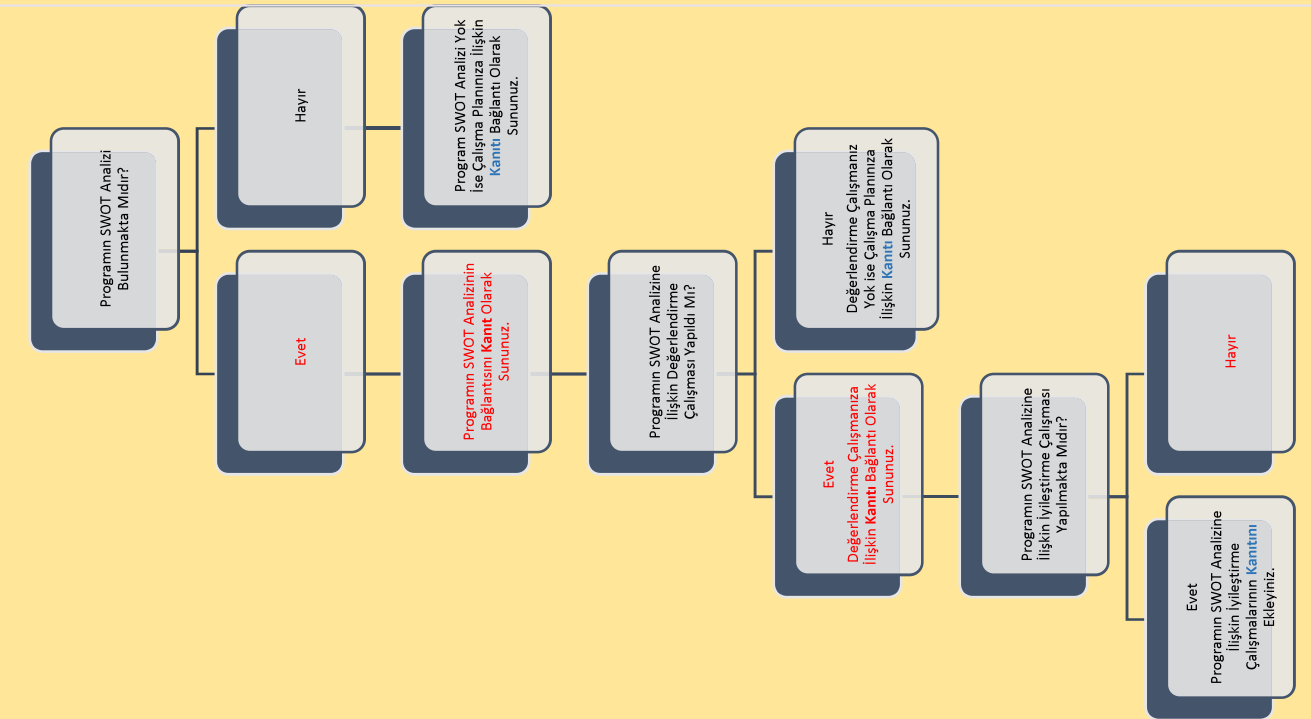 Programın SWOT Analizi
Bulunmakta Mıdır?
Evet
Programın SWOT Analizinin
Bağlantısını Kanıt Olarak
Sununuz.
Programın SWOT Analizine
İlişkin Değerlendirme
Çalışması Yapıldı Mı?
Evet
Değerlendirme Çalışmanıza
İlişkin Kanıtı Bağlantı Olarak
Sununuz.
Programın SWOT Analizine
İlişkin İyileştirme Çalışması
Yapılmakta Mıdır?
Evet
Programın SWOT Analizine
İlişkin İyileştirme
Çalışmalarının Kanıtını
Ekleyiniz.
Hayır
Hayır
Değerlendirme Çalışmanız
Yok ise Çalışma Planınıza
İlişkin Kanıtı Bağlantı Olarak
Sununuz.
Hayır
Program SWOT Analizi Yok
İse Çalışma Planınıza İlişkin
Kanıtı Bağlantı Olarak
Sununuz.